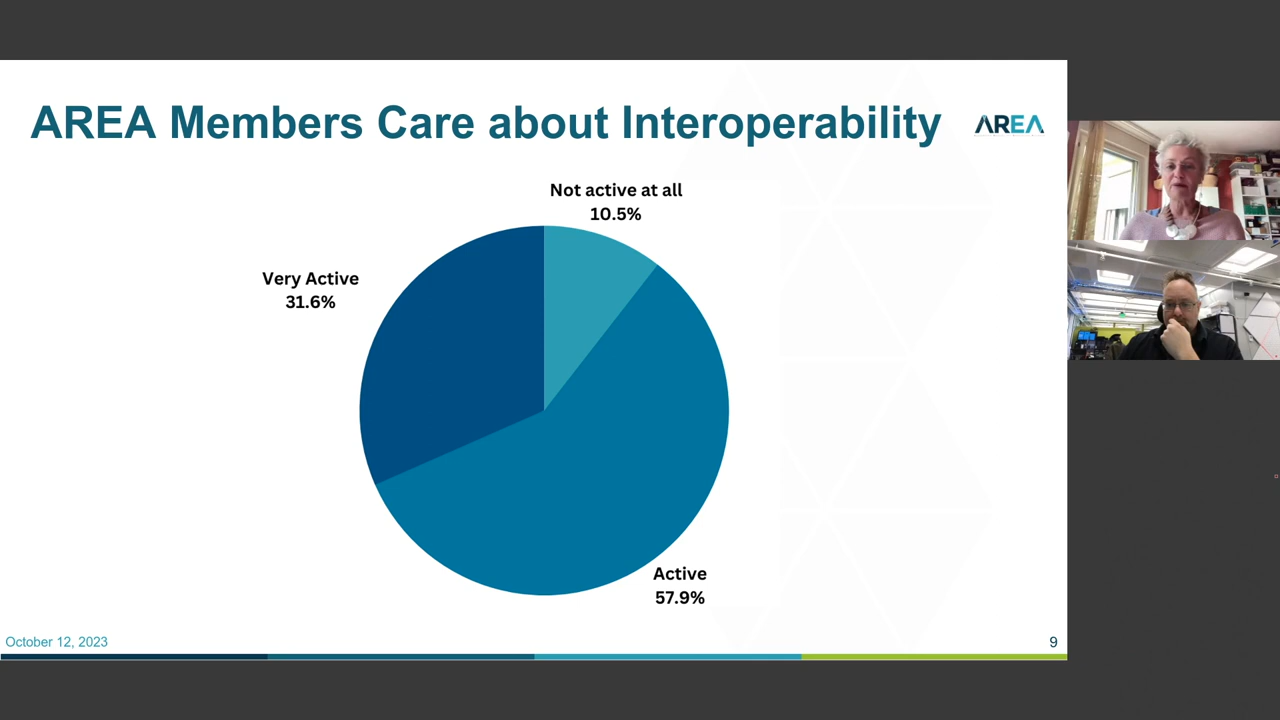 AREA Members Care about Interoperability
AREA
Not active at all
10.5%
Very Active
31.6%
Active
57.9%
October 12, 2023
9